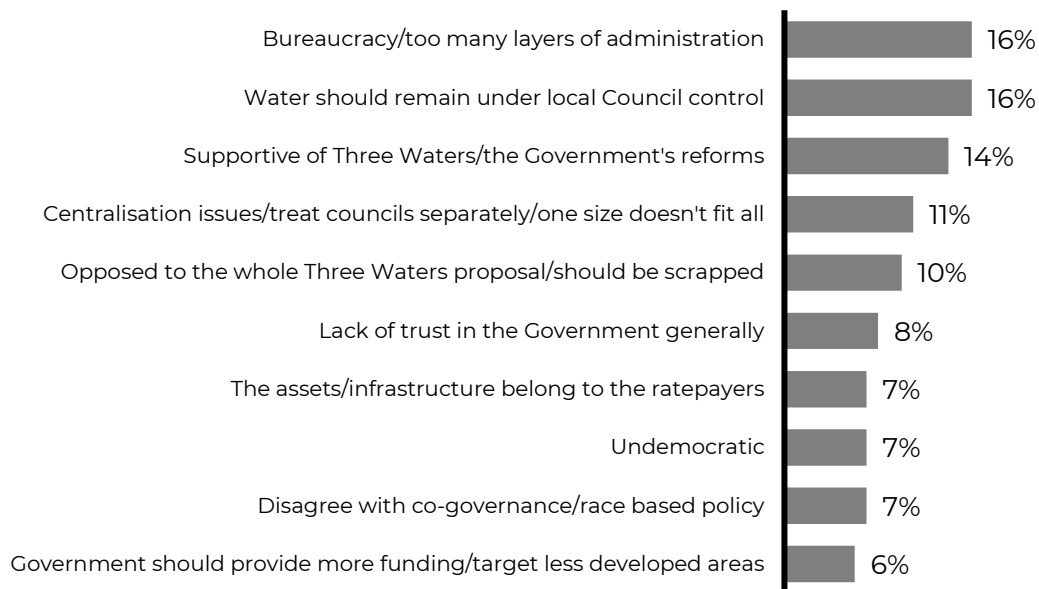 Bureaucracy/too many layers of administration 16%
Water should remain under local Council control 16%
Supportive of Three Waters/the Government's reforms 14%
Centralisation issues/treat councils separately/one size doesn't fit all 11%
Opposed to the whole Three Waters proposal/should be scrapped 10%
Lack of trust in the Government generally 8%
The assets/infrastructure belong to the ratepayers 7%
Undemocratic 7%
Disagree with co-governance/race based policy 7%
Government should provide more funding/target less developed areas 6%